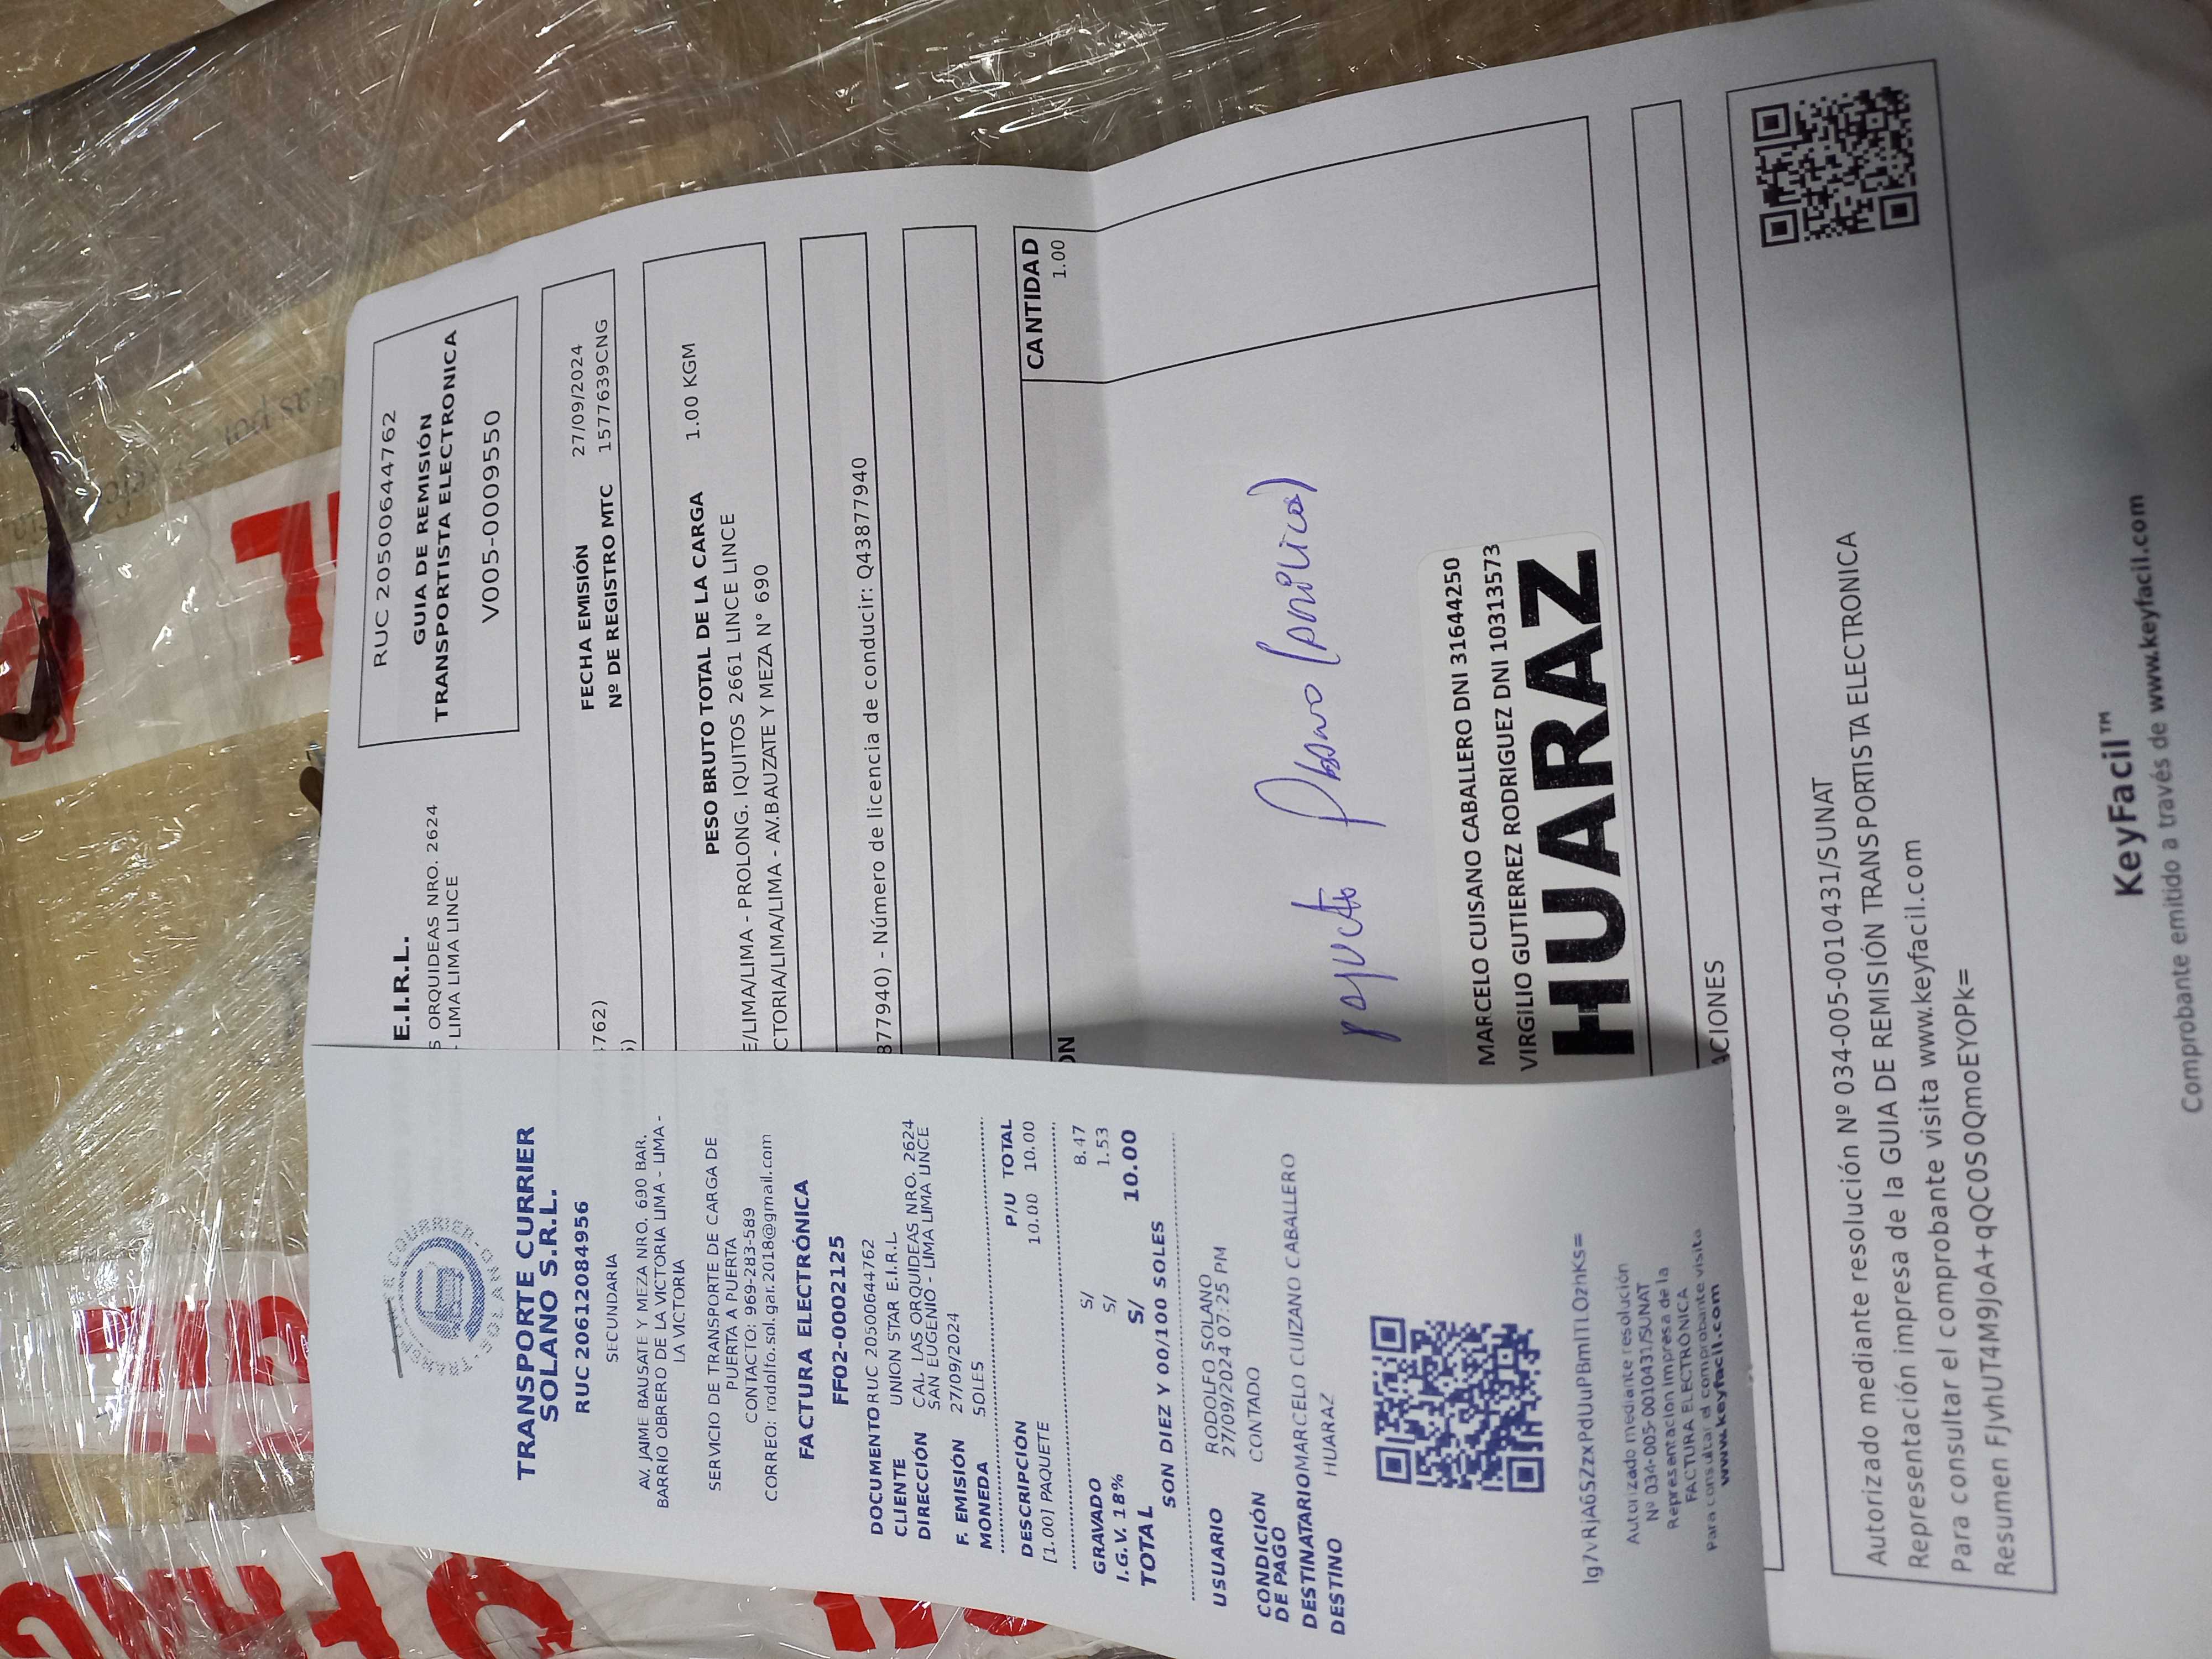 TRANSPORTE CURRIER
SOLANO S.R.L.
RUC 20612084956
SECUNDARIA
AV. JAIME BAUSATE Y MEZA NRO. 690 BAR.
BARRIO OBRERO DE LA VICTORIA LIMA - LIMA -
LA VICTORIA
SERVICIO DE TRANSPORTE DE CARGA DE
PUERTA A PUERTA
CONTACTO: 969-283-589
CORREO: rodolfo.sol.gar.2018@gmail.com
FACTURA ELECTRÓNICA
FF02-0002125
DOCUMENTO RUC 20500644762
CLIENTE UNION STAR E.I.R.L.
DIRECCIÓN CAL. LAS ORQUIDEAS NRO. 2624
SAN EUGENIO - LIMA LIMA LINCE
F. EMISIÓN 27/09/2024
MONEDA SOLES
DESCRIPCIÓN P/U TOTAL
[1.00] PAQUETE 10.00 10.00
GRAVADO S/ 8.47
I.G.V. 18% S/ 1.53
TOTAL S/ 10.00
SON DIEZ Y 00/100 SOLES
USUARIO RODOLFO SOLANO
27/09/2024 07:25 PM
CONDICIÓN DE PAGO CONTADO
DESTINATARIO MARCELO CUIZANO CABALLERO
DESTINO HUARAZ
Autorizado mediante resolución
Nº 034-005-0010431/SUNAT
Representación impresa de la
FACTURA ELECTRÓNICA
Para consultar el comprobante visita
www.keyfacil.com
E.I.R.L.
S ORQUIDEAS NRO. 2624
- LIMA LIMA LINCE
RUC 20500644762
GUIA DE REMISIÓN
TRANSPORTISTA ELECTRONICA
V005-0009550
FECHA EMISIÓN 27/09/2024
4762) Nº DE REGISTRO MTC 1577639CNG
PESO BRUTO TOTAL DE LA CARGA 1.00 KGM
E/LIMA/LIMA - PROLONG. IQUITOS 2661 LINCE LINCE
CTORIA/LIMA/LIMA - AV.BAUZATE Y MEZA N° 690
877940) - Número de licencia de conducir: Q43877940
ON CANTIDAD
1.00
MARCELO CUISANO CABALLERO DNI 31644250
VIRGILIO GUTIERREZ RODRIGUEZ DNI 10313573
HUARAZ
ACIONES
Autorizado mediante resolución Nº 034-005-0010431/SUNAT
Representación impresa de la GUIA DE REMISIÓN TRANSPORTISTA ELECTRONICA
Para consultar el comprobante visita www.keyfacil.com
Resumen FJvhUT4M9JoA+qQC0S0QmoEYOPk=
KeyFacil™
Comprobante emitido a través de www.keyfacil.com